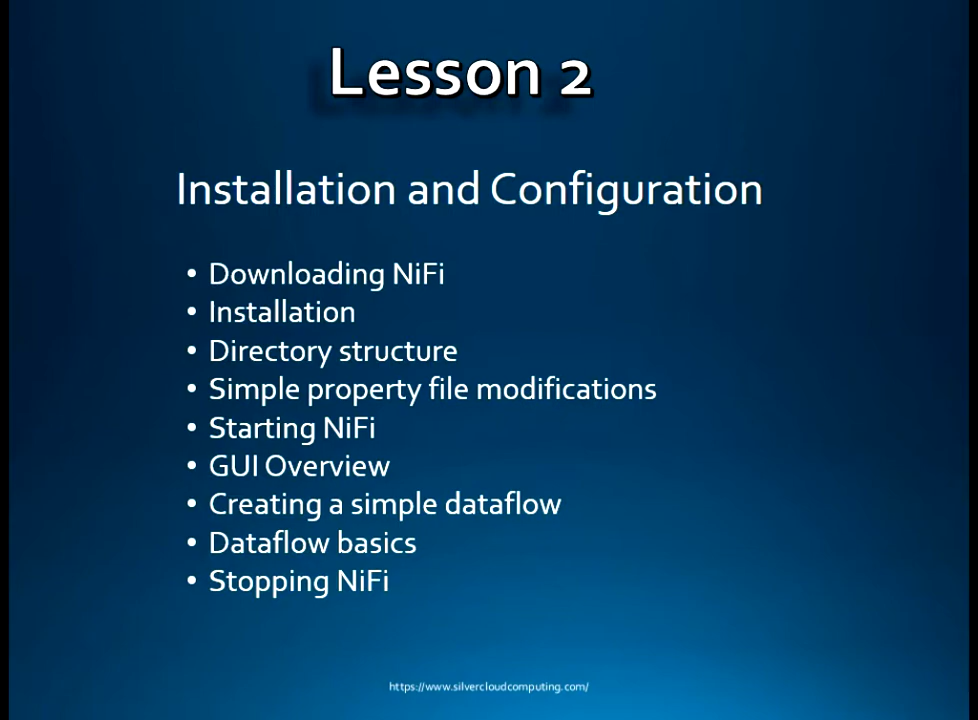 Lesson 2
Installation and Configuration
• Downloading NiFi
• Installation
• Directory structure
• Simple property file modifications
• Starting NiFi
• GUI Overview
• Creating a simple dataflow
• Dataflow basics
• Stopping NiFi
https://www.silvercloudcomputing.com/